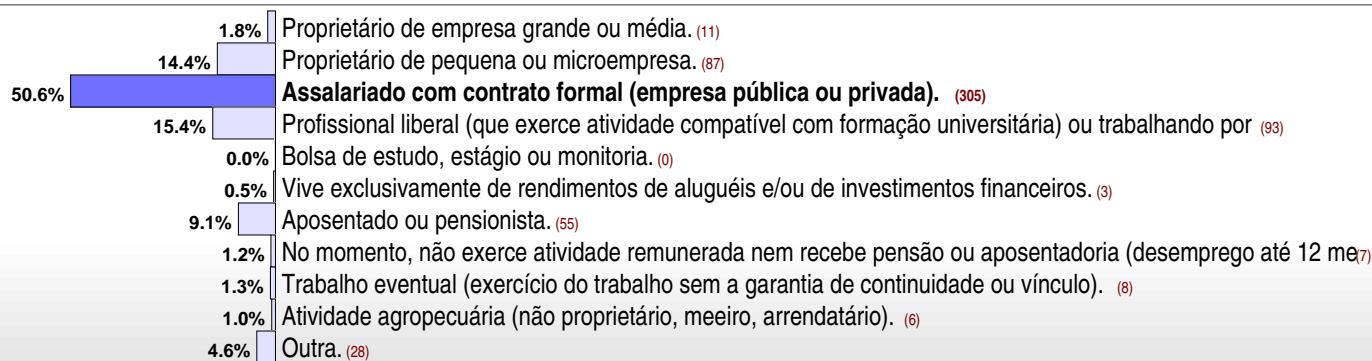 1.8% Proprietário de empresa grande ou média. (11)
14.4% Proprietário de pequena ou microempresa. (87)
50.6% Assalariado com contrato formal (empresa pública ou privada). (305)
15.4% Profissional liberal (que exerce atividade compatível com formação universitária) ou trabalhando por (93)
0.0% Bolsa de estudo, estágio ou monitoria. (0)
0.5% Vive exclusivamente de rendimentos de aluguéis e/ou de investimentos financeiros. (3)
9.1% Aposentado ou pensionista. (55)
1.2% No momento, não exerce atividade remunerada nem recebe pensão ou aposentadoria (desemprego até 12 me(7)
1.3% Trabalho eventual (exercício do trabalho sem a garantia de continuidade ou vínculo). (8)
1.0% Atividade agropecuária (não proprietário, meeiro, arrendatário). (6)
4.6% Outra. (28)